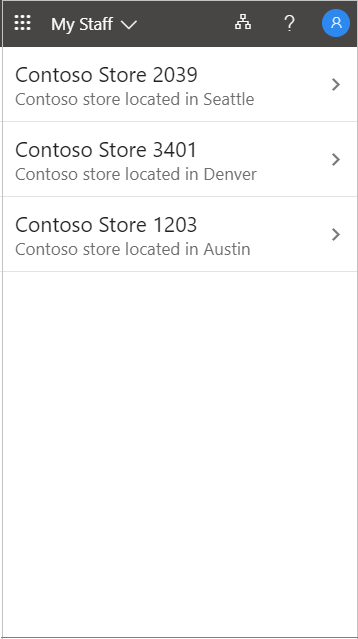 My Staff
?
Contoso Store 2039
Contoso store located in Seattle
Contoso Store 3401
Contoso store located in Denver
Contoso Store 1203
Contoso store located in Austin